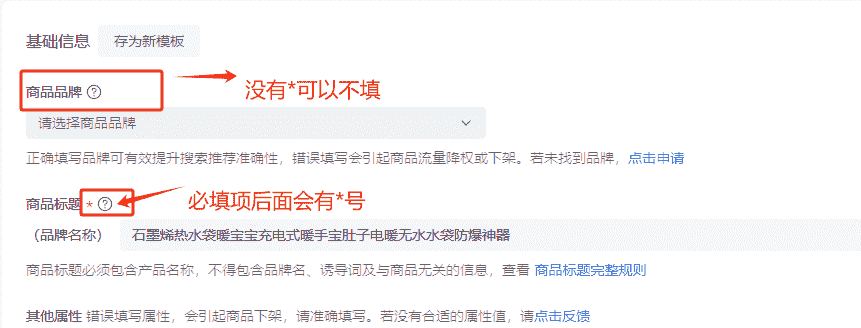 基础信息 存为新模板
商品品牌 ? 没有*可以不填
请选择商品品牌
正确填写品牌可有效提升搜索推荐准确性，错误填写会引起商品流量降权或下架。若未找到品牌，点击申请
商品标题 * ? 必填项后面会有*号
（品牌名称） 石墨烯热水袋暖宝宝充电式暖手宝肚子电暖无水水袋防爆神器
商品标题必须包含产品名称，不得包含品牌名、诱导词及与商品无关的信息，查看 商品标题完整规则
其他属性 错误填写属性，会引起商品下架，请准确填写。若没有合适的属性值，请点击反馈